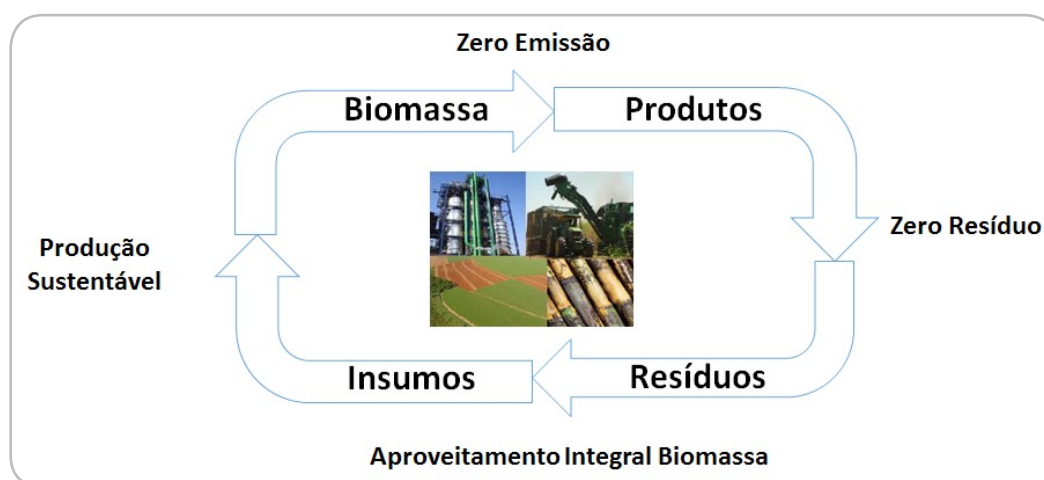 Zero Emissão
Biomassa
Produtos
Zero Resíduo
Produção
Sustentável
Insumos
Resíduos
Aproveitamento Integral Biomassa